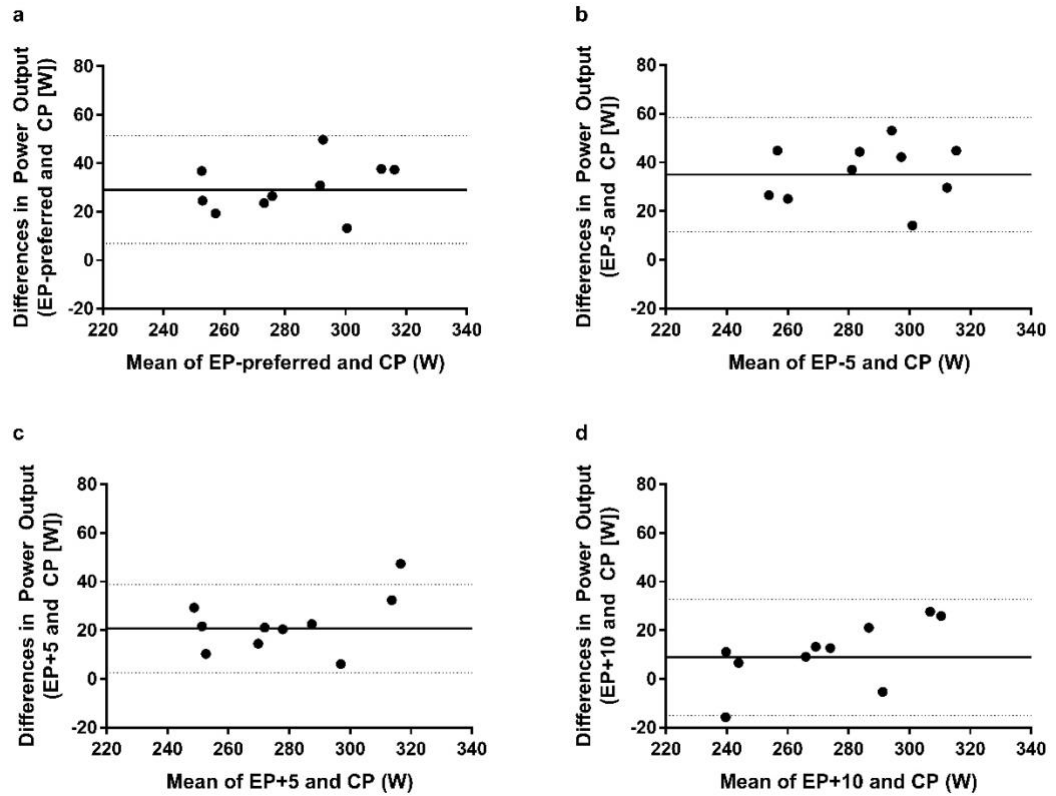 a
Differences in Power Output
(EP-preferred and CP [W])
80
60
40
20
0
-20
220 240 260 280 300 320 340
Mean of EP-preferred and CP (W)
b
Differences in Power Output
(EP-5 and CP [W])
80
60
40
20
0
-20
220 240 260 280 300 320 340
Mean of EP-5 and CP (W)
c
Differences in Power Output
(EP+5 and CP [W])
80
60
40
20
0
-20
220 240 260 280 300 320 340
Mean of EP+5 and CP (W)
d
Differences in Power Output
(EP+10 and CP [W])
80
60
40
20
0
-20
220 240 260 280 300 320 340
Mean of EP+10 and CP (W)